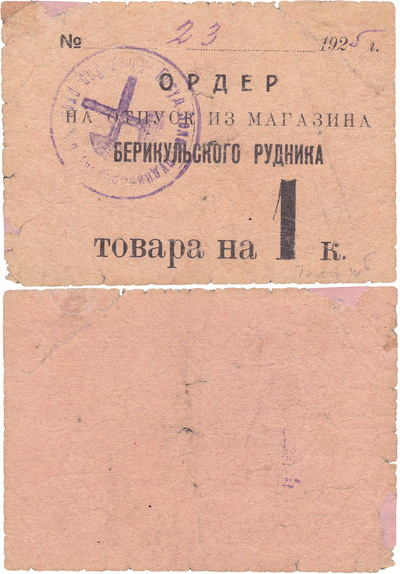 № 23 1925 г.
ОРДЕР
НА ОТПУСК ИЗ МАГАЗИНА
БЕРИКУЛЬСКОГО РУДНИКА
товара на 1 к.